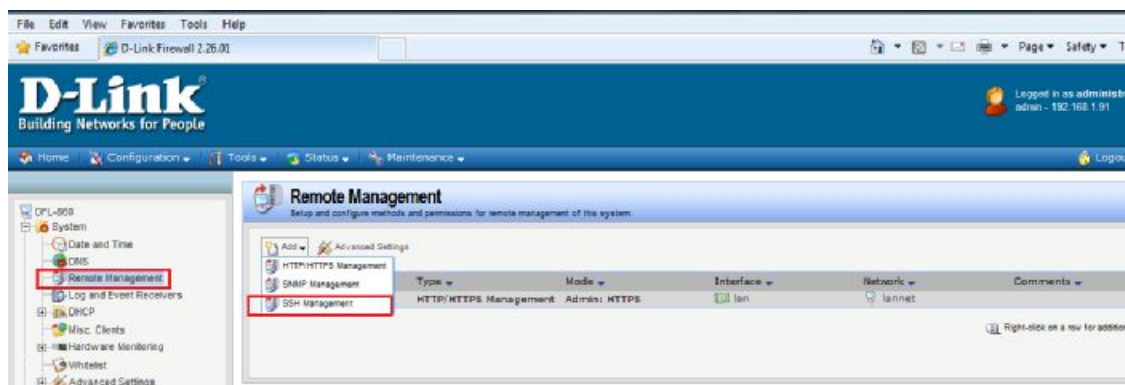 File Edit View Favorites Tools Help
Favorites D-Link Firewall 2.26.00
Page Safety T
D-Link
Building Networks for People
Logged in as administr
admin - 192.168.1.91
Home Configuration Tools Status Maintenance Logou
Remote Management
Setup and configure methods and permissions for remote management of this system.
DFL-860
System
Date and Time
DNS
Remote Management
Log and Event Receivers
DHCP
Misc. Clients
Hardware Monitoring
Whitelist
Advanced Settings
Add Advanced Settings
HTTP/HTTPS Management
SNMP Management
SSH Management
Type Mode Interface Network Comments
HTTP/HTTPS Management Admin: HTTPS lan lannet
Right-click on a row for addition